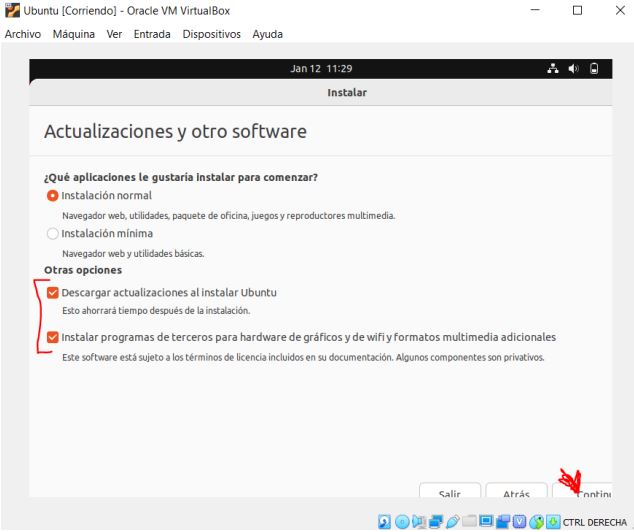 Ubuntu [Corriendo] - Oracle VM VirtualBox
Archivo Máquina Ver Entrada Dispositivos Ayuda
Jan 12 11:29
Instalar
Actualizaciones y otro software
¿Qué aplicaciones le gustaría instalar para comenzar?
Instalación normal
Navegador web, utilidades, paquete de oficina, juegos y reproductores multimedia.
Instalación mínima
Navegador web y utilidades básicas.
Otras opciones
Descargar actualizaciones al instalar Ubuntu
Esto ahorrará tiempo después de la instalación.
Instalar programas de terceros para hardware de gráficos y de wifi y formatos multimedia adicionales
Este software está sujeto a los términos de licencia incluidos en su documentación. Algunos componentes son privativos.
Salir Atrás Continu
CTRL DERECHA